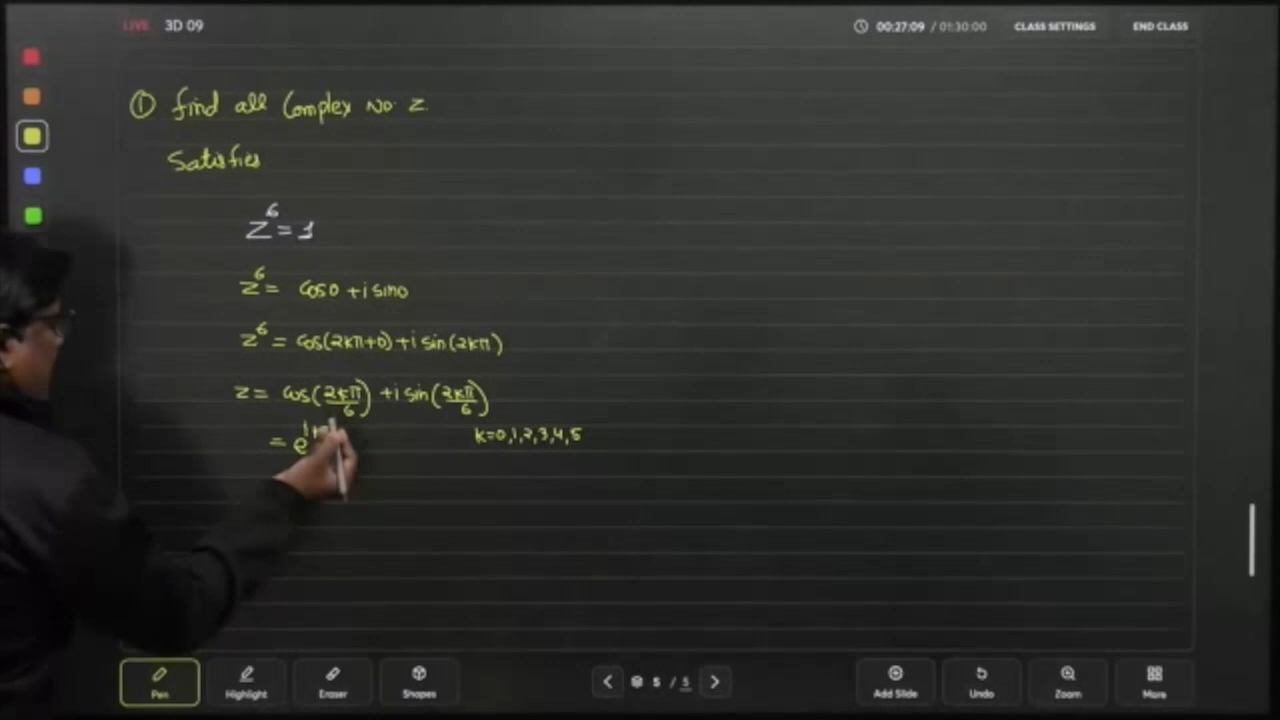 LIVE 3D 09 00:27:09 / 01:30:00 CLASS SETTINGS END CLASS
① find all Complex No. Z.
Satisfies
Z⁶ = 1
Z⁶ = cos0 + i sin0
Z⁶ = cos(2kπ+0) + i sin(2kπ)
Z = cos(2kπ/6) + i sin(2kπ/6)
= e
k=0,1,2,3,4,5
Pen Highlight Eraser Shapes 5 / 5 Add Slide Undo Zoom More